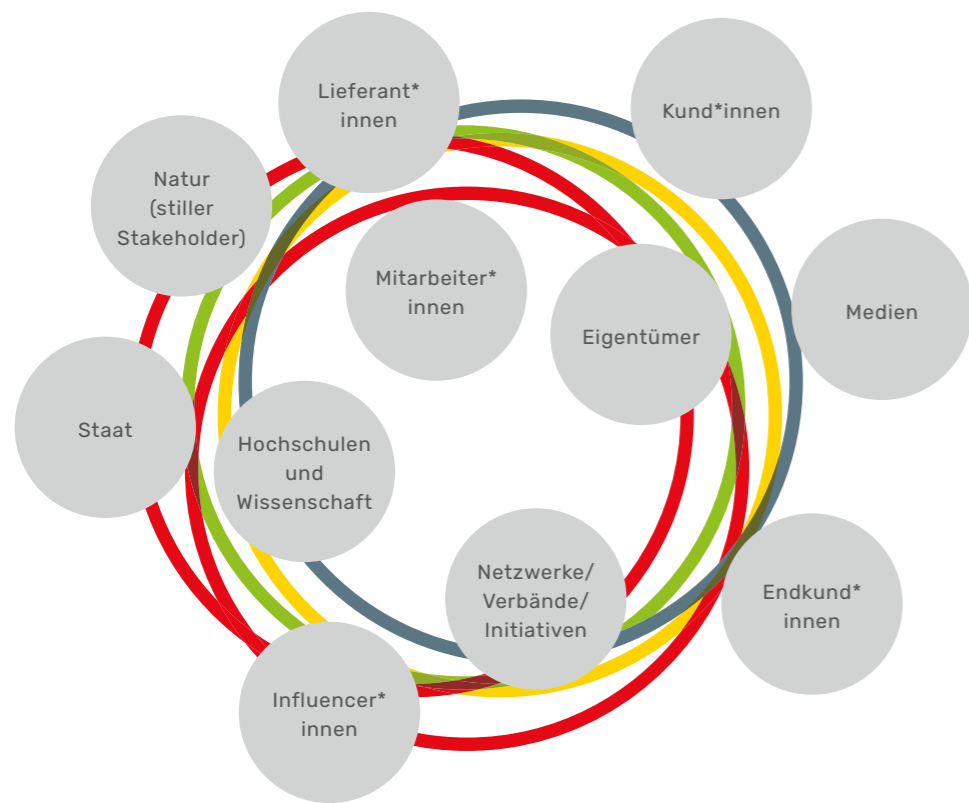 Lieferant*
innen
Kund*innen
Natur
(stiller
Stakeholder)
Mitarbeiter*
innen
Eigentümer
Medien
Staat
Hochschulen
und
Wissenschaft
Netzwerke/
Verbände/
Initiativen
Endkund*
innen
Influencer*
innen